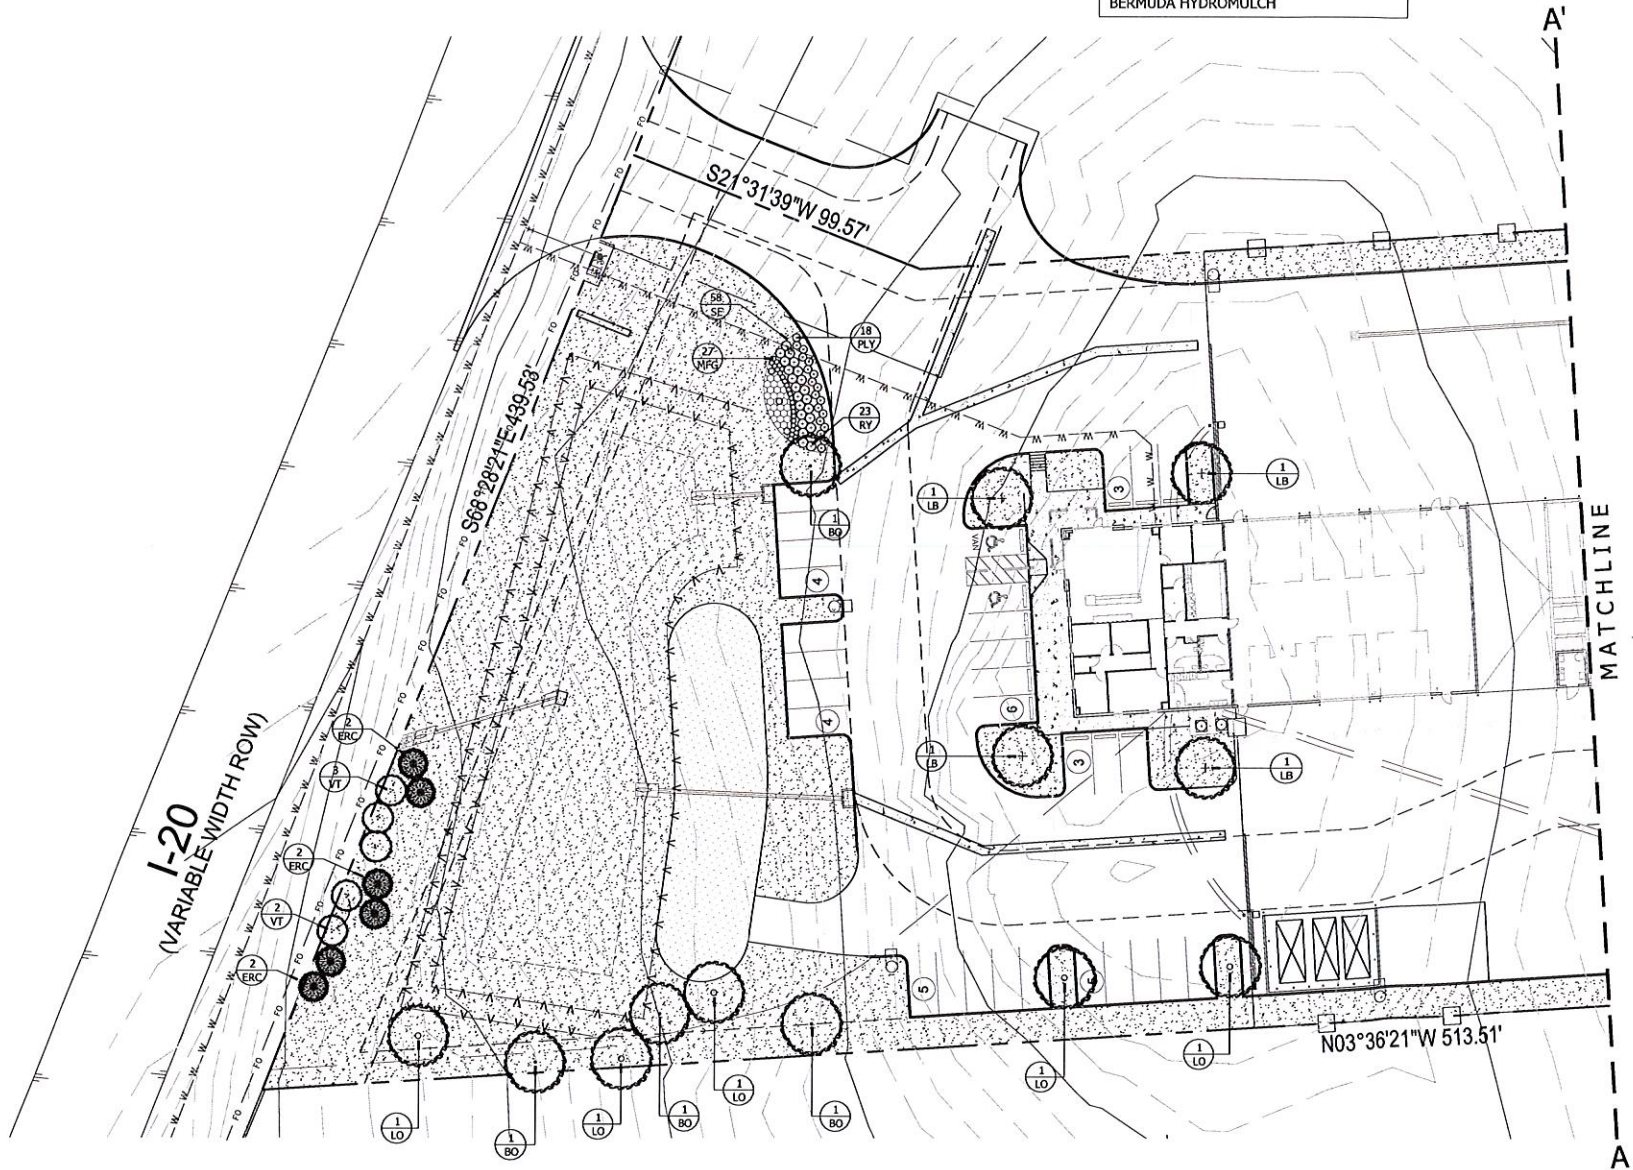 BERMUDA HYDROMULCH
A'
S21°31'39"W 99.57'
58
SE
18
PLY
27
MFG
23
RY
S68°28'21"E 439.53'
1
BO
1
LB
1
LB
3
VAN
4
4
6
3
1
LB
1
LB
MATCHLINE
2
ERC
3
VT
2
ERC
2
VT
2
ERC
I-20
(VARIABLE WIDTH ROW)
5
N03°36'21"W 513.51'
1
LO
1
BO
1
LO
1
BO
1
LO
1
BO
1
LO
1
LO
A
W
FO